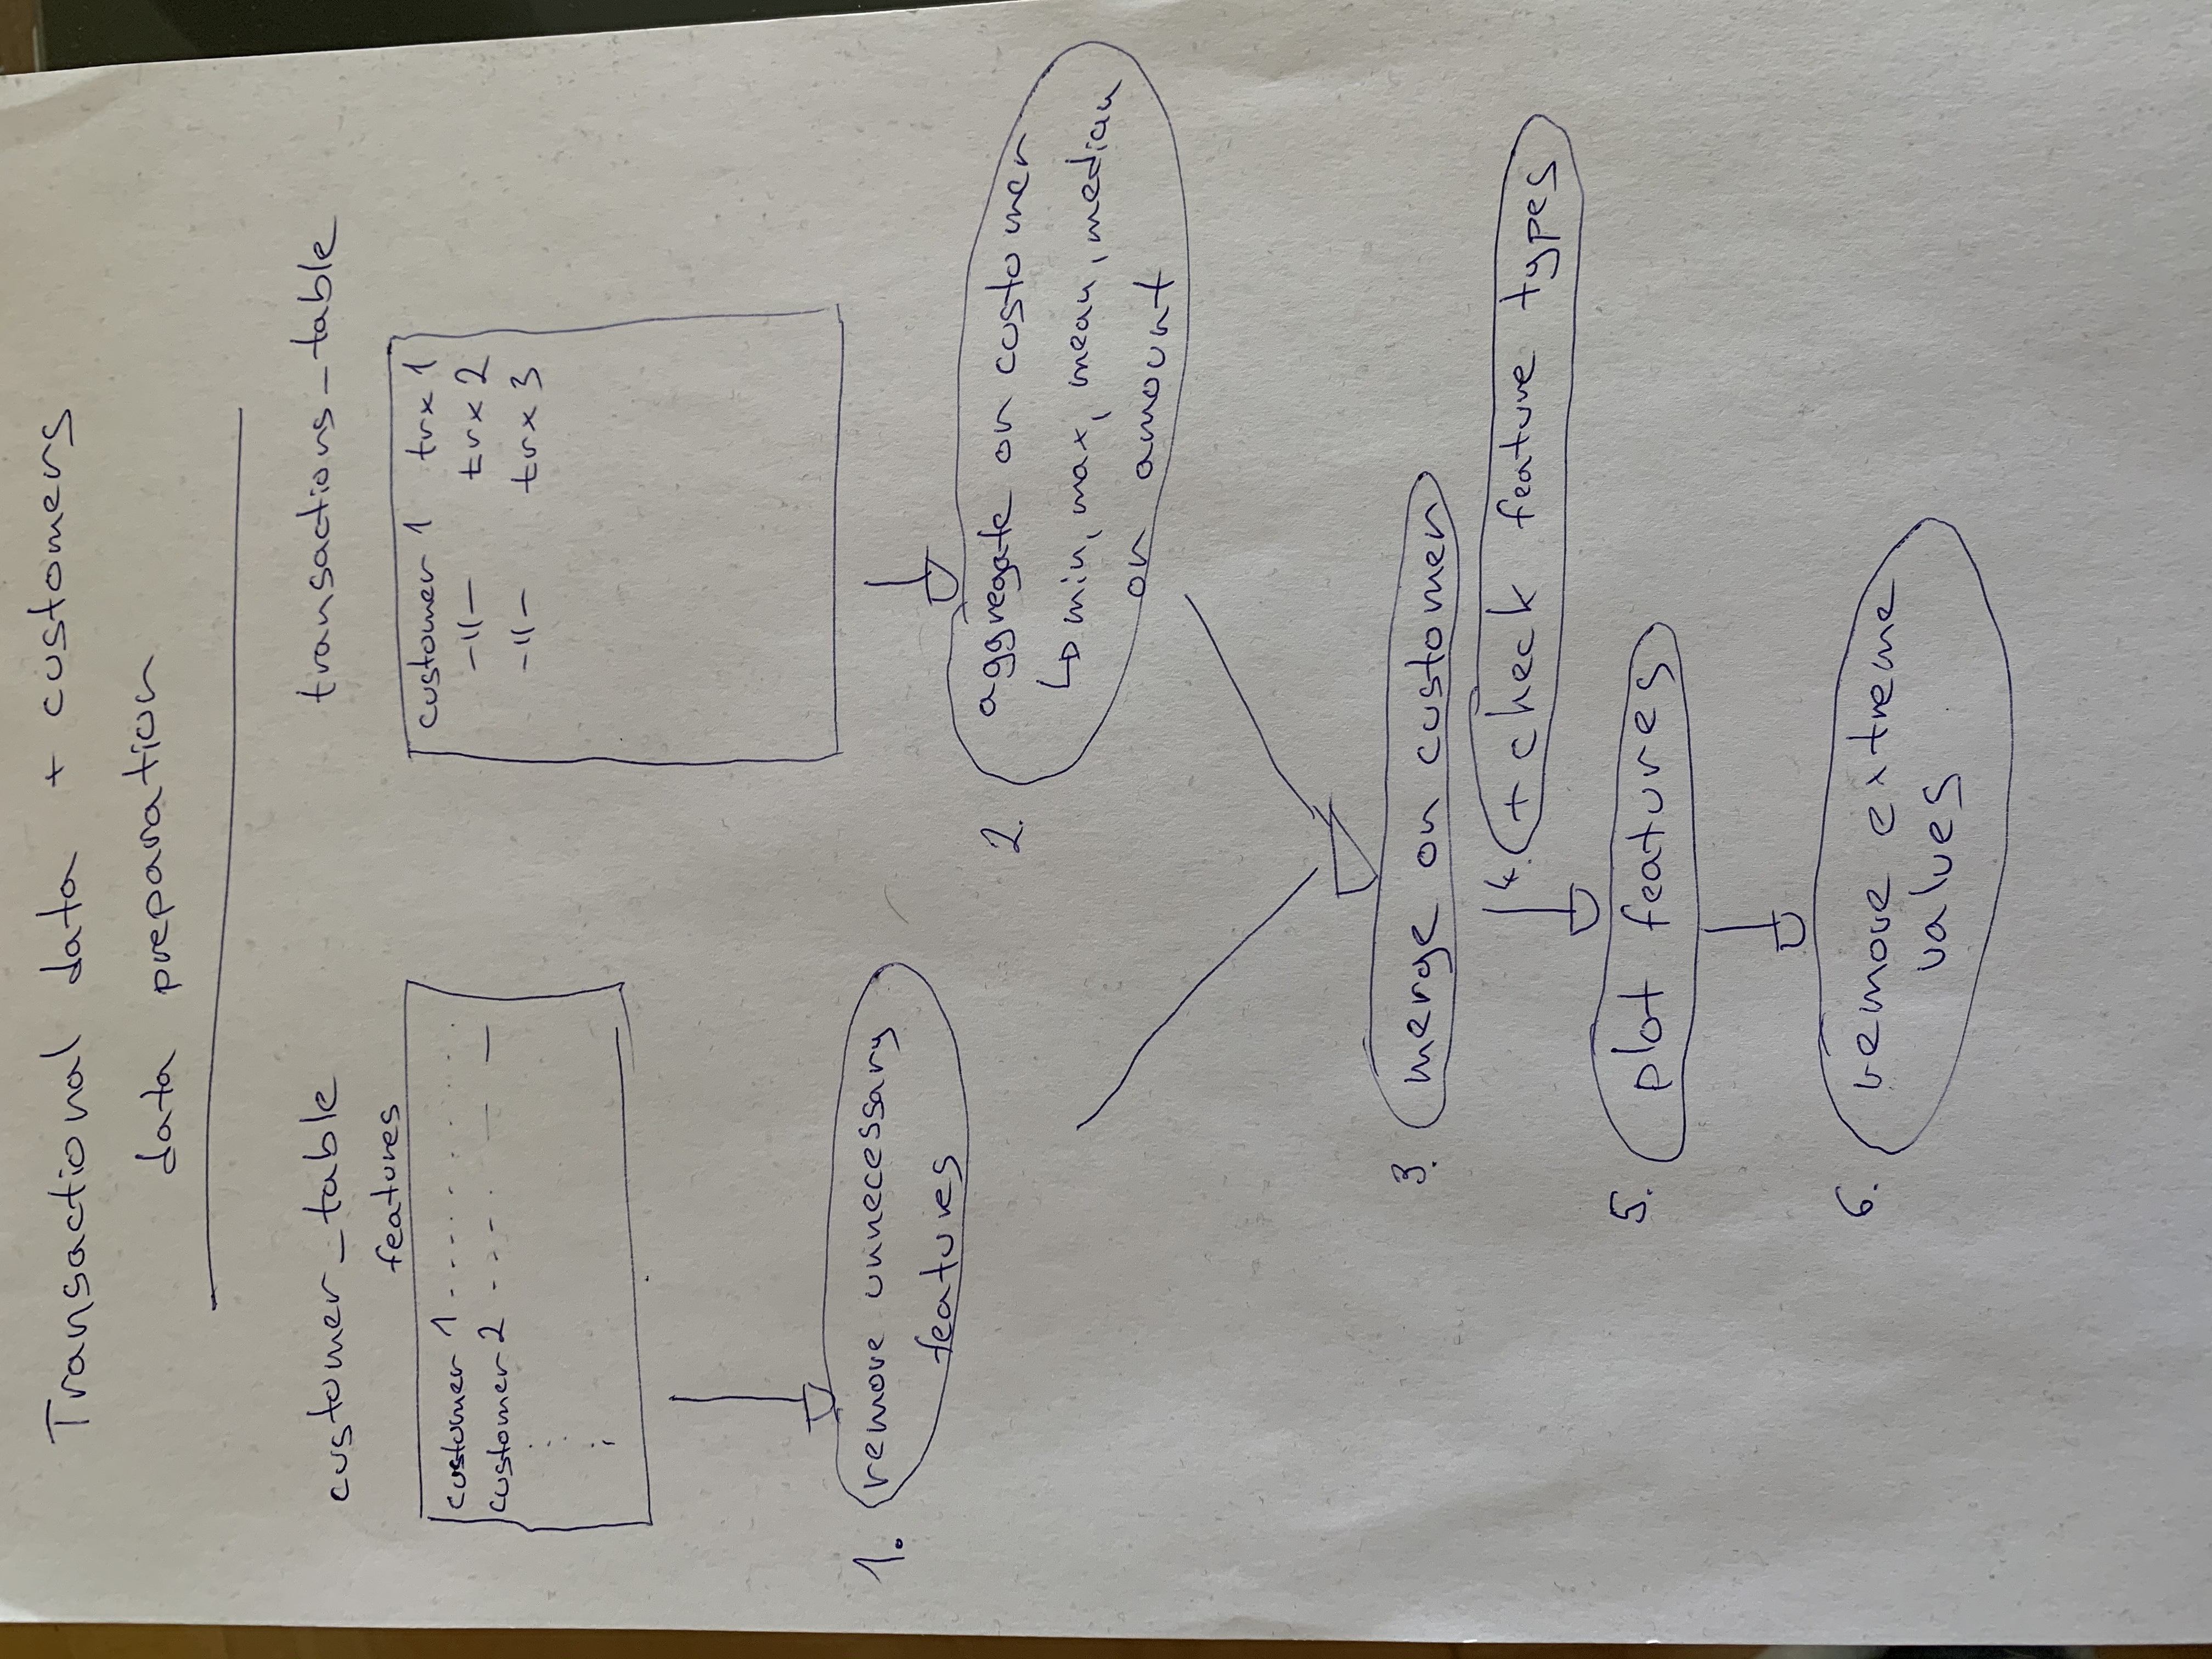 Transactional data + customers
data preparation
customer_table
features
customer 1 - - - - . . . . . . .
customer 2 - - - - . — —
transactions_table
customer 1 trx 1
-11- trx 2
-11- trx 3
1. remove unnecessary
features
2. aggregate on customer
↳ min, max, mean, median
on amount
3. merge on customer
4. + check feature types
5. plot features
6. remove extreme
values